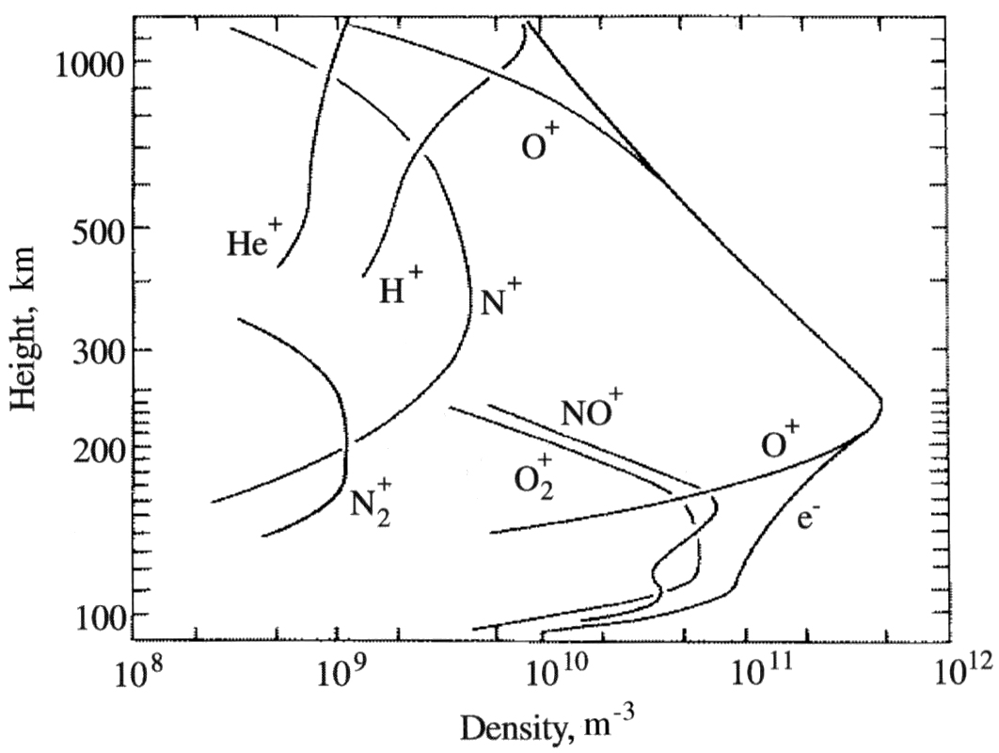 1000
O+
He+
500
H+
N+
Height, km
300
NO+
O+
200
O2+
N2+
e-
100
10^8
10^9
10^10
10^11
10^12
Density, m^-3